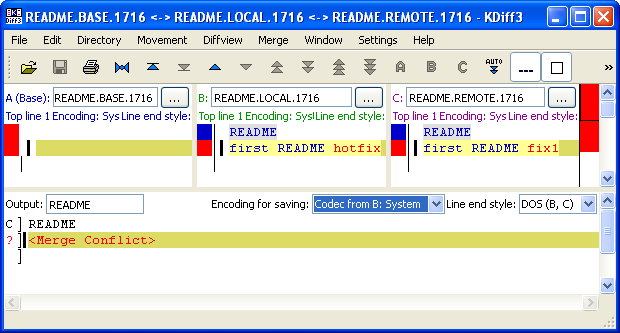 README.BASE.1716 <-> README.LOCAL.1716 <-> README.REMOTE.1716 - KDiff3
File Edit Directory Movement Diffview Merge Window Settings Help
A B C AUTO »
A (Base): README.BASE.1716 ... B: README.LOCAL.1716 ... C: README.REMOTE.1716 ...
Top line 1 Encoding: Sys Line end style: Top line 1 Encoding: Sys Line end style: Top line 1 Encoding: Sys Line end style:
README README
first README hotfix first README fix1
Output: README Encoding for saving: Codec from B: System Line end style: DOS (B, C)
C ] README
? ] <Merge Conflict>
]